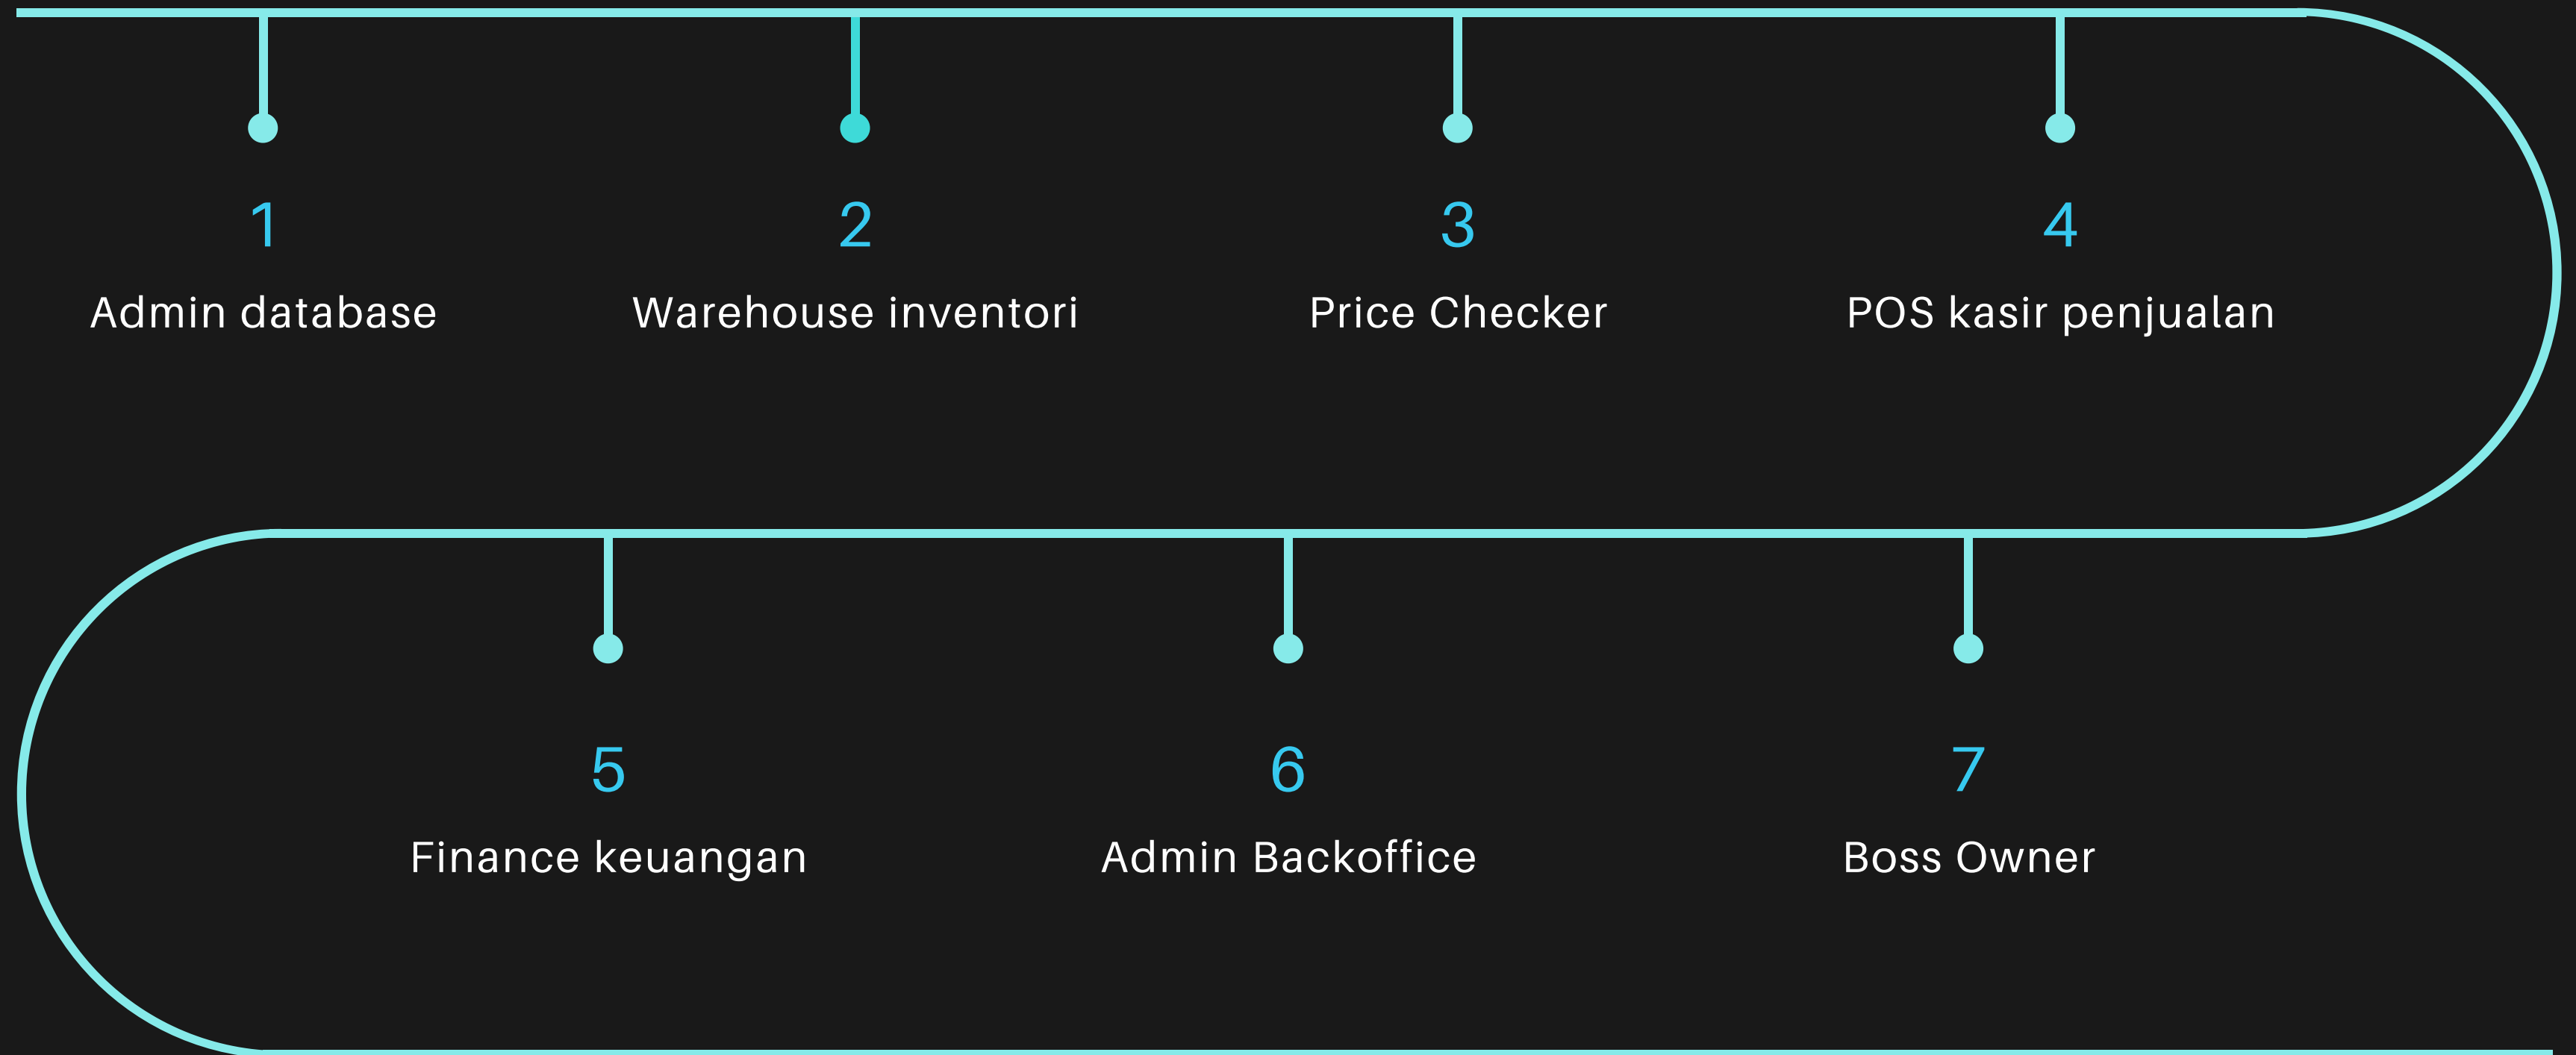 1
Admin database
2
Warehouse inventori
3
Price Checker
4
POS kasir penjualan
5
Finance keuangan
6
Admin Backoffice
7
Boss Owner